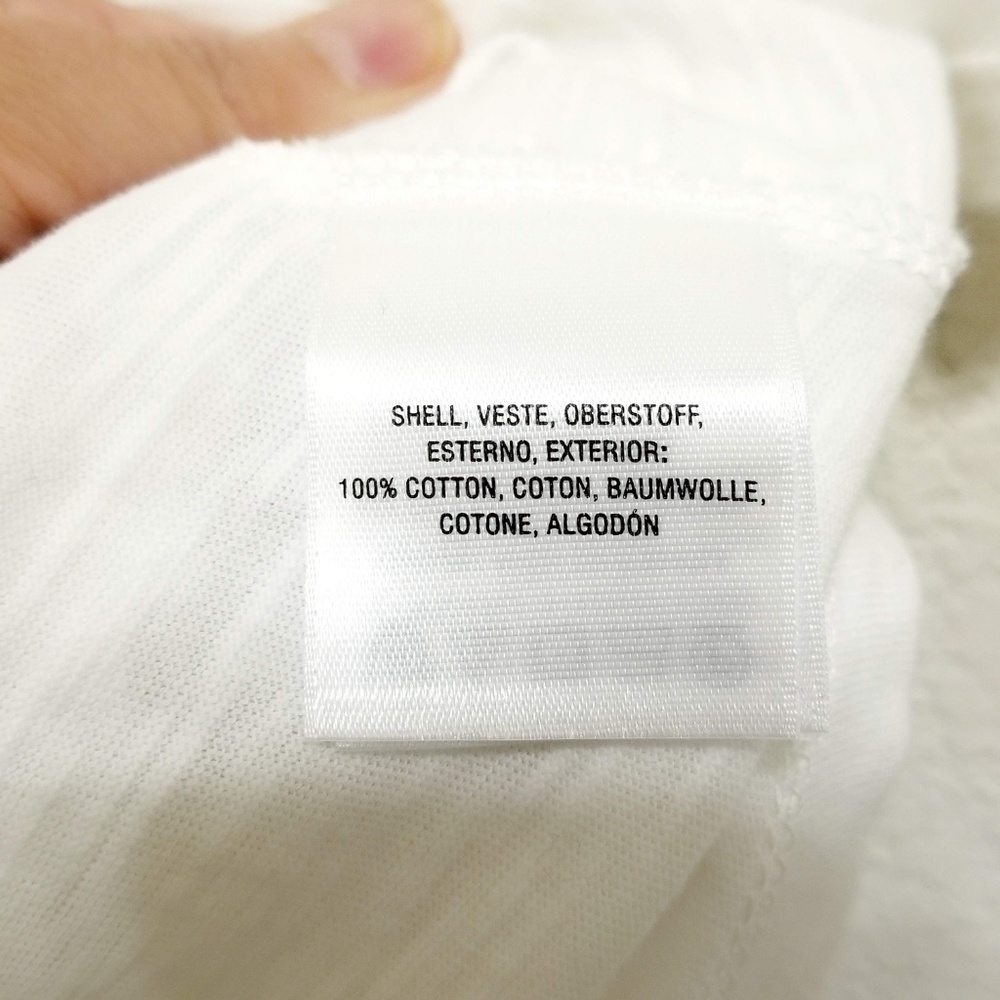 SHELL, VESTE, OBERSTOFF,
ESTERNO, EXTERIOR:
100% COTTON, COTON, BAUMWOLLE,
COTONE, ALGODÓN